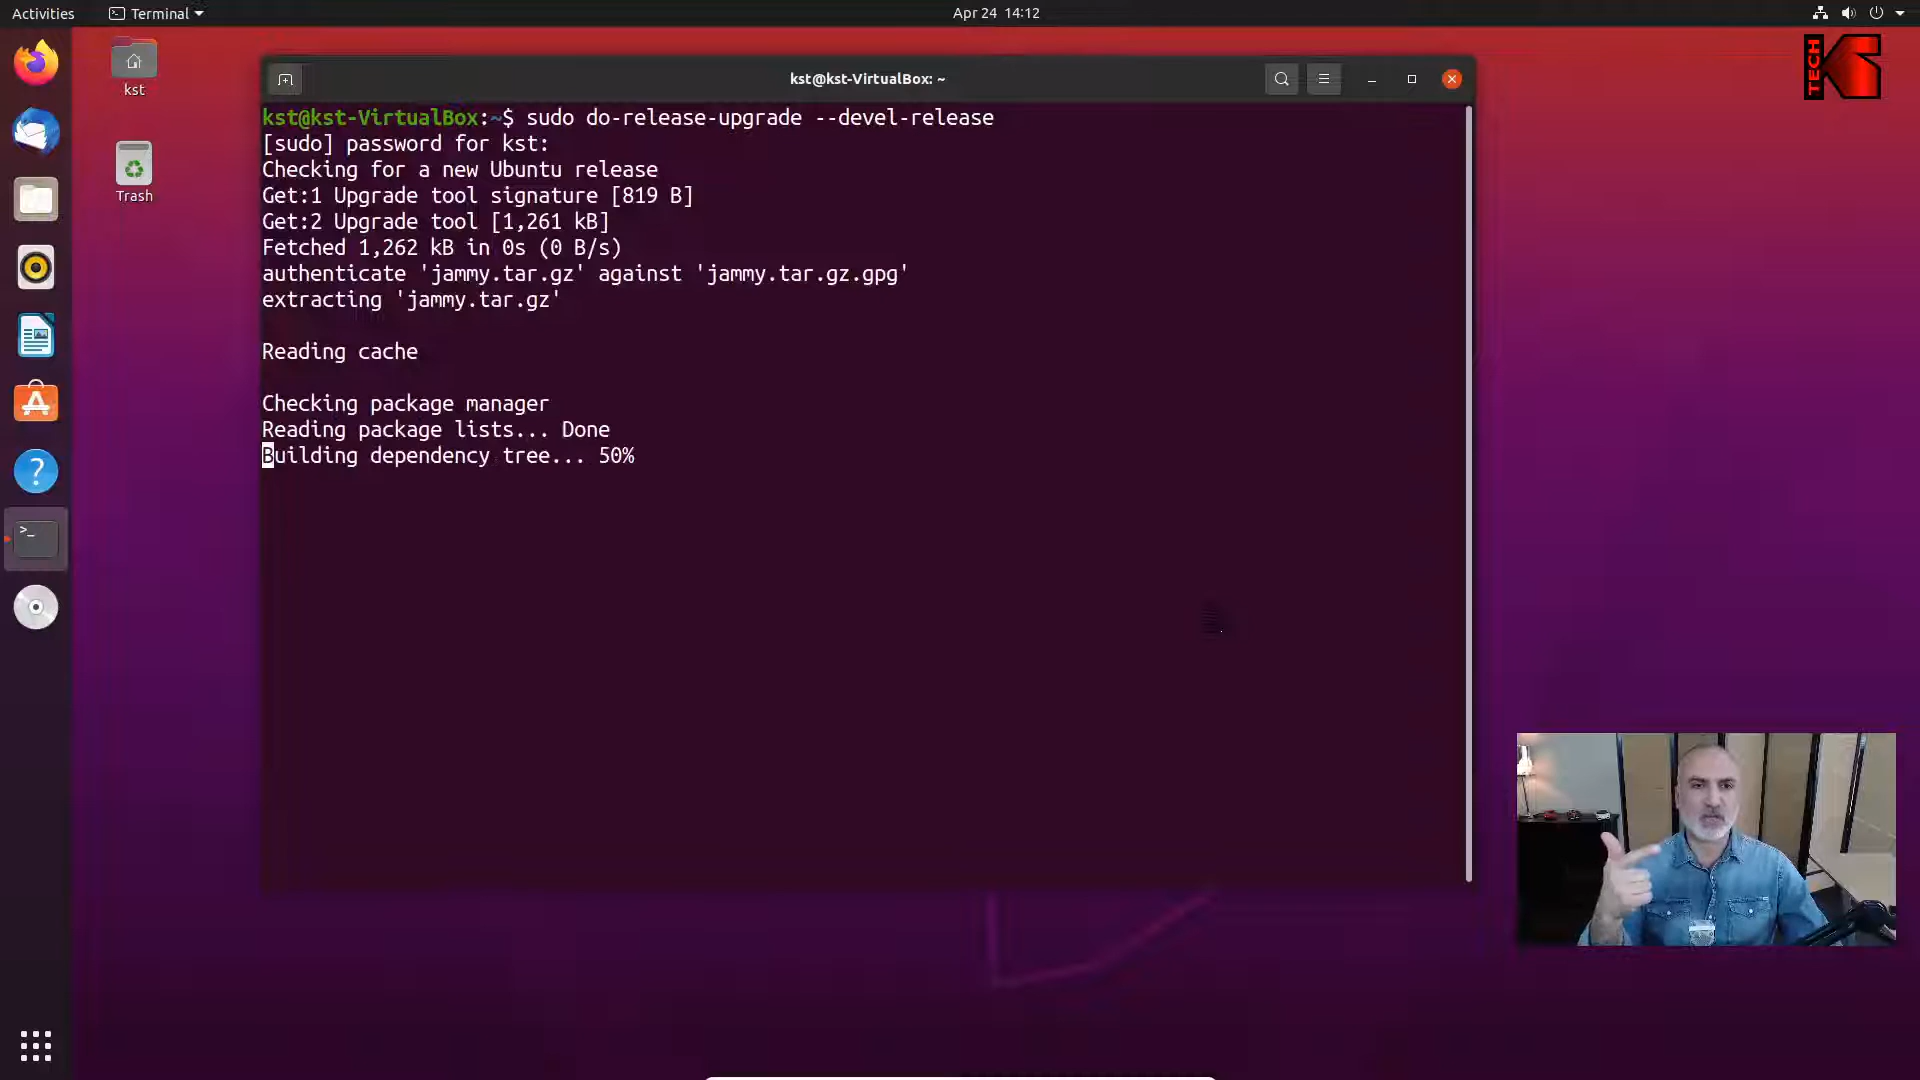 Activities
Terminal
Apr 24 14:12
kst
Trash
kst@kst-VirtualBox: ~
kst@kst-VirtualBox:~$ sudo do-release-upgrade --devel-release
[sudo] password for kst:
Checking for a new Ubuntu release
Get:1 Upgrade tool signature [819 B]
Get:2 Upgrade tool [1,261 kB]
Fetched 1,262 kB in 0s (0 B/s)
authenticate 'jammy.tar.gz' against 'jammy.tar.gz.gpg'
extracting 'jammy.tar.gz'
Reading cache
Checking package manager
Reading package lists... Done
Building dependency tree... 50%
TECH